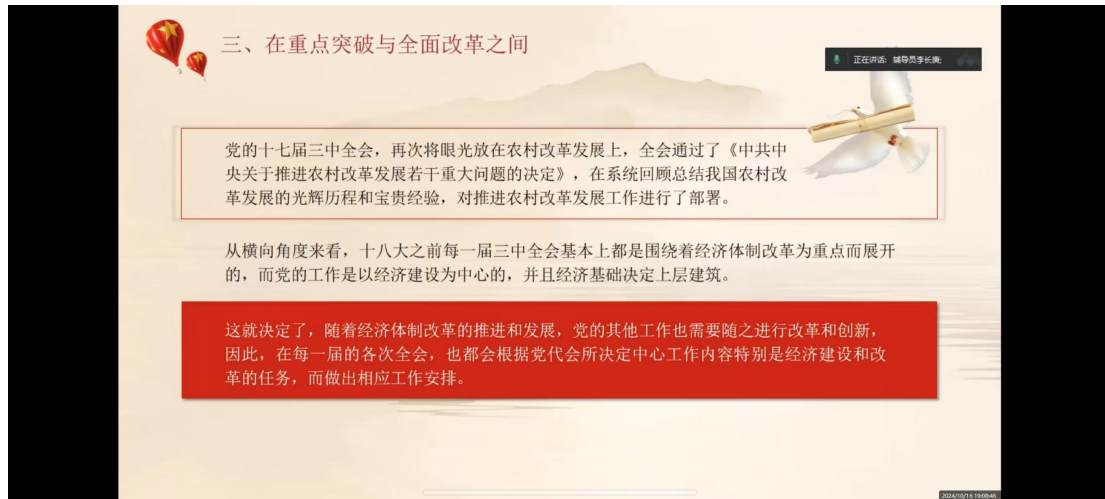 三、在重点突破与全面改革之间
正在讲话: 辅导员李长庚;
党的十七届三中全会，再次将眼光放在农村改革发展上，全会通过了《中共中
央关于推进农村改革发展若干重大问题的决定》，在系统回顾总结我国农村改
革发展的光辉历程和宝贵经验，对推进农村改革发展工作进行了部署。
从横向角度来看，十八大之前每一届三中全会基本上都是围绕着经济体制改革为重点而展开
的，而党的工作是以经济建设为中心的，并且经济基础决定上层建筑。
这就决定了，随着经济体制改革的推进和发展，党的其他工作也需要随之进行改革和创新，
因此，在每一届的各次全会，也都会根据党代会所决定中心工作内容特别是经济建设和改
革的任务，而做出相应工作安排。
2024/10/16 19:08:46